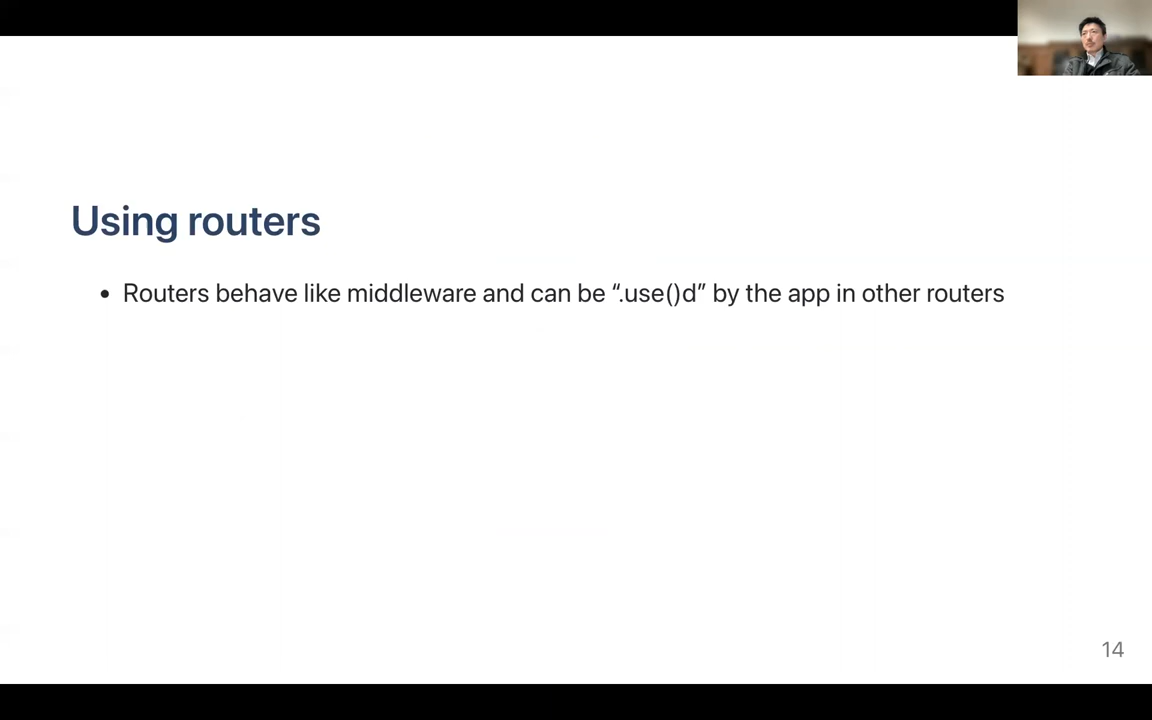 Using routers
• Routers behave like middleware and can be “.use()d” by the app in other routers
14